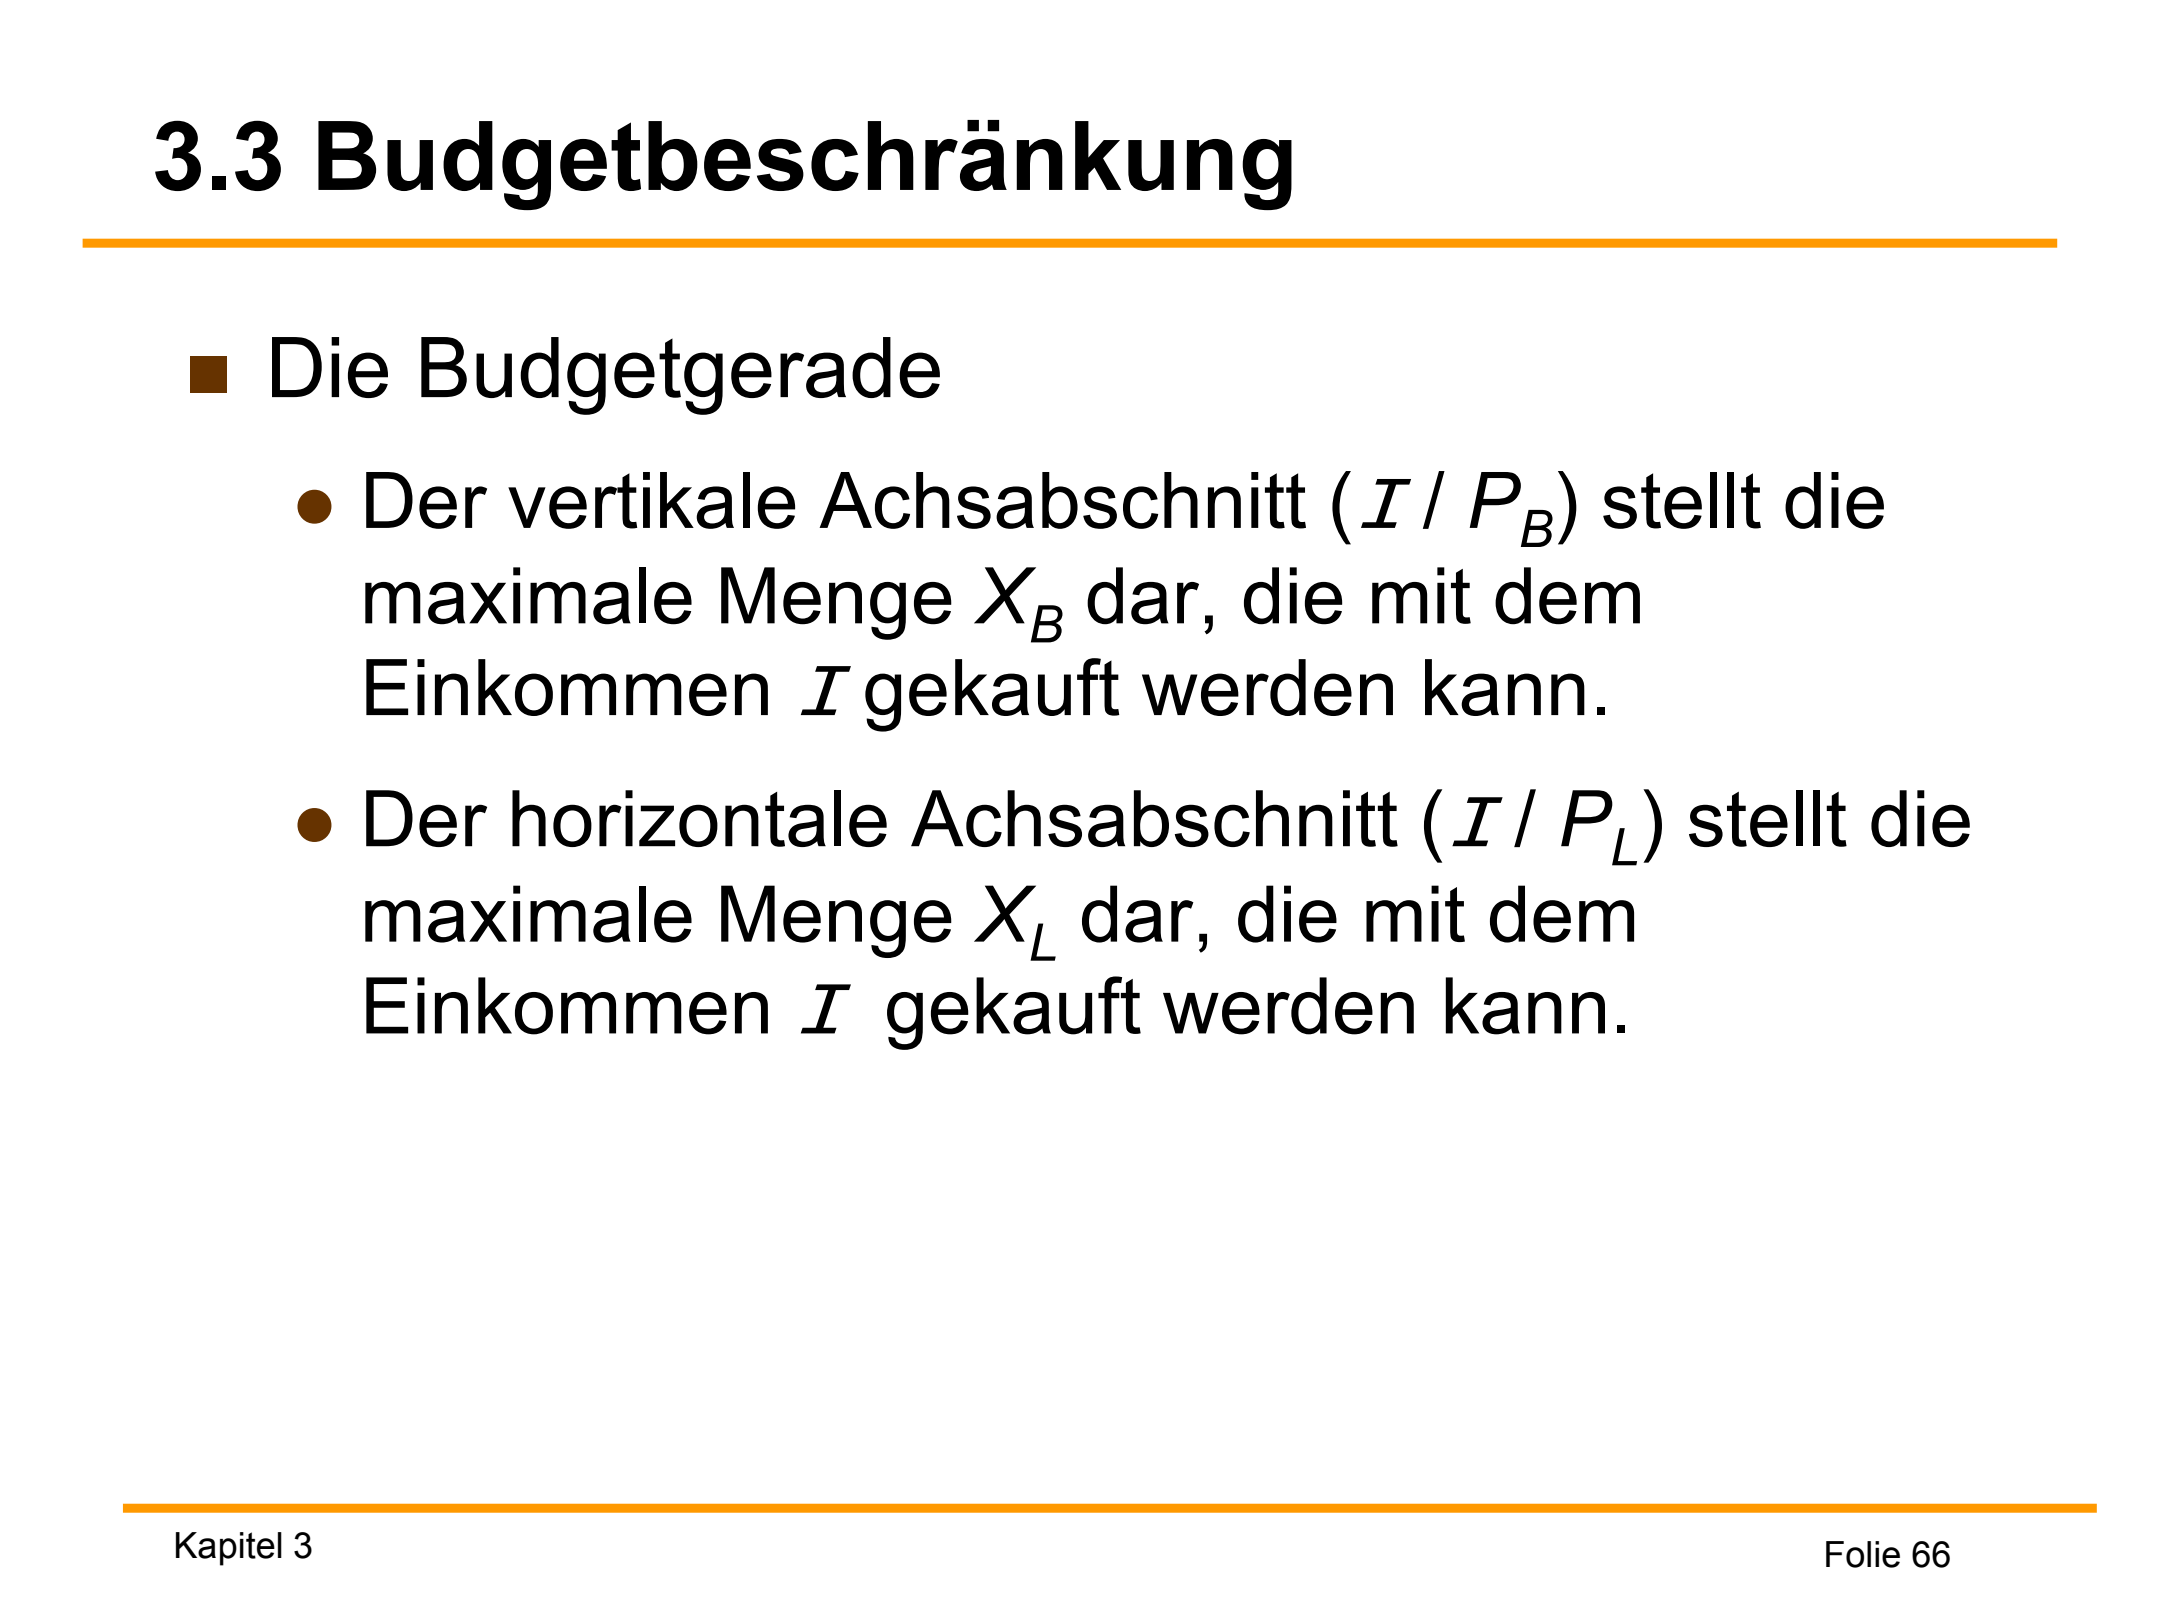 3.3 Budgetbeschränkung
Die Budgetgerade
Der vertikale Achsabschnitt (I / P_B) stellt die
maximale Menge X_B dar, die mit dem
Einkommen I gekauft werden kann.
Der horizontale Achsabschnitt (I / P_L) stellt die
maximale Menge X_L dar, die mit dem
Einkommen I gekauft werden kann.
Kapitel 3
Folie 66